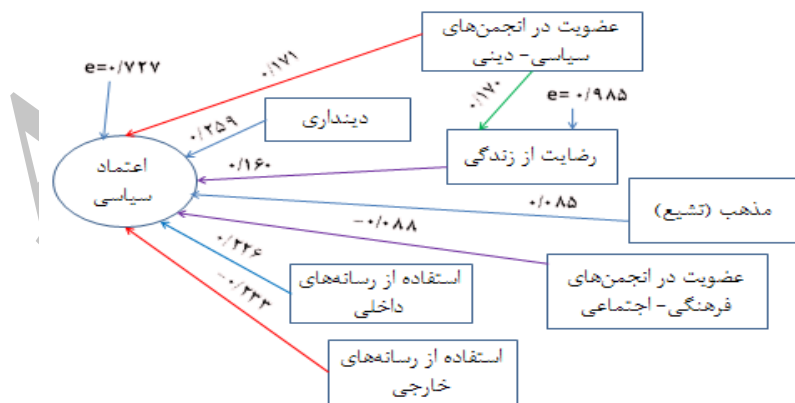 عضویت در انجمن‌های
سیاسی- دینی
e=۰/۷۲۷
۰/۱۷۱
۰/۱۷۰
e= ۰/۹۸۵
دینداری
۰/۲۵۹
رضایت از زندگی
۰/۱۶۰
اعتماد
سیاسی
مذهب (تشیع)
۰/۰۸۵
-۰/۰۸۸
عضویت در انجمن‌های
فرهنگی- اجتماعی
۰/۲۲۶
استفاده از رسانه‌های
داخلی
-۰/۲۳۳
استفاده از رسانه‌های
خارجی